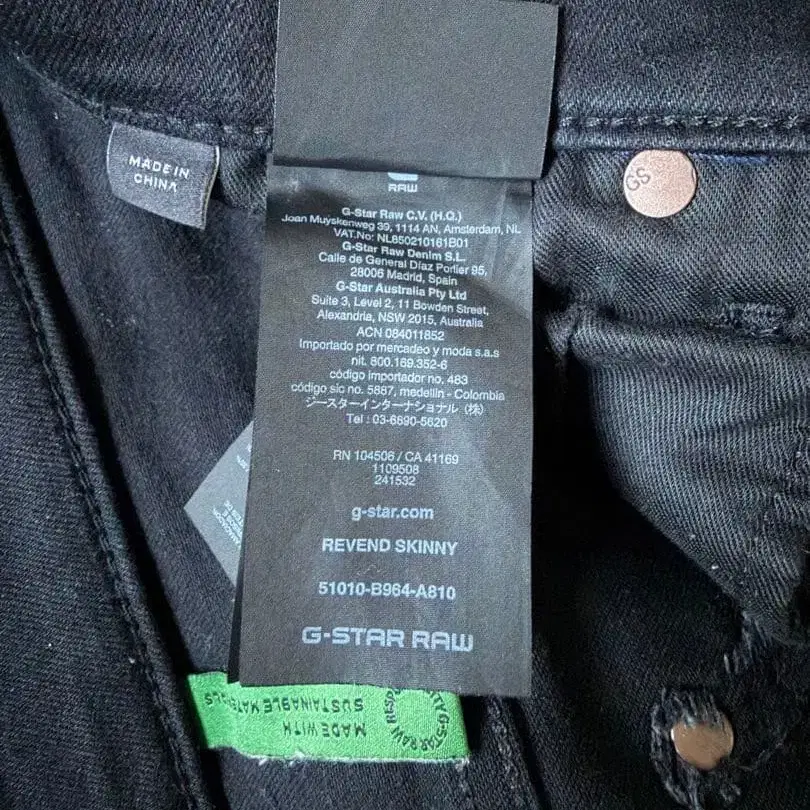 MADE IN
CHINA
GS
RAW
G-Star Raw C.V. (H.Q.)
Joan Muyskenweg 39, 1114 AN, Amsterdam, NL
VAT.No: NL850210161B01
G-Star Raw Denim S.L.
Calle de General Díaz Porlier 95,
28006 Madrid, Spain
G-Star Australia Pty Ltd
Suite 3, Level 2, 11 Bowden Street,
Alexandria, NSW 2015, Australia
ACN 084011852
Importado por mercadeo y moda s.a.s
nit. 800.189.352-6
código importador no. 483
código sic no. 5887, medellin - Colombia
ジースターインターナショナル (株)
Tel : 03-6890-5620
RN 104506 / CA 41169
1109508
241532
g-star.com
REVEND SKINNY
51010-B964-A810
G-STAR RAW
MADE WITH
SUSTAINABLE MATERIALS
G-STAR RAW